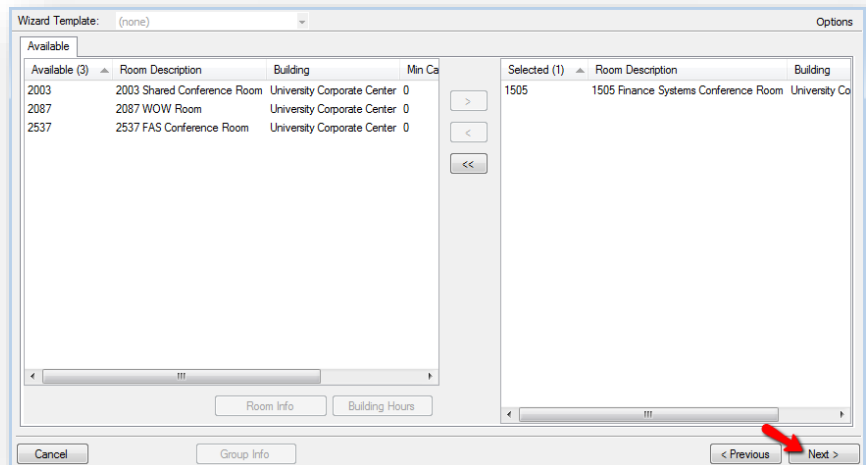 Wizard Template: (none) Options
Available
Available (3) Room Description Building Min Ca
2003 2003 Shared Conference Room University Corporate Center 0
2087 2087 WOW Room University Corporate Center 0
2537 2537 FAS Conference Room University Corporate Center 0
>
<
<<
Selected (1) Room Description Building
1505 1505 Finance Systems Conference Room University Co
Room Info Building Hours
Cancel Group Info < Previous Next >